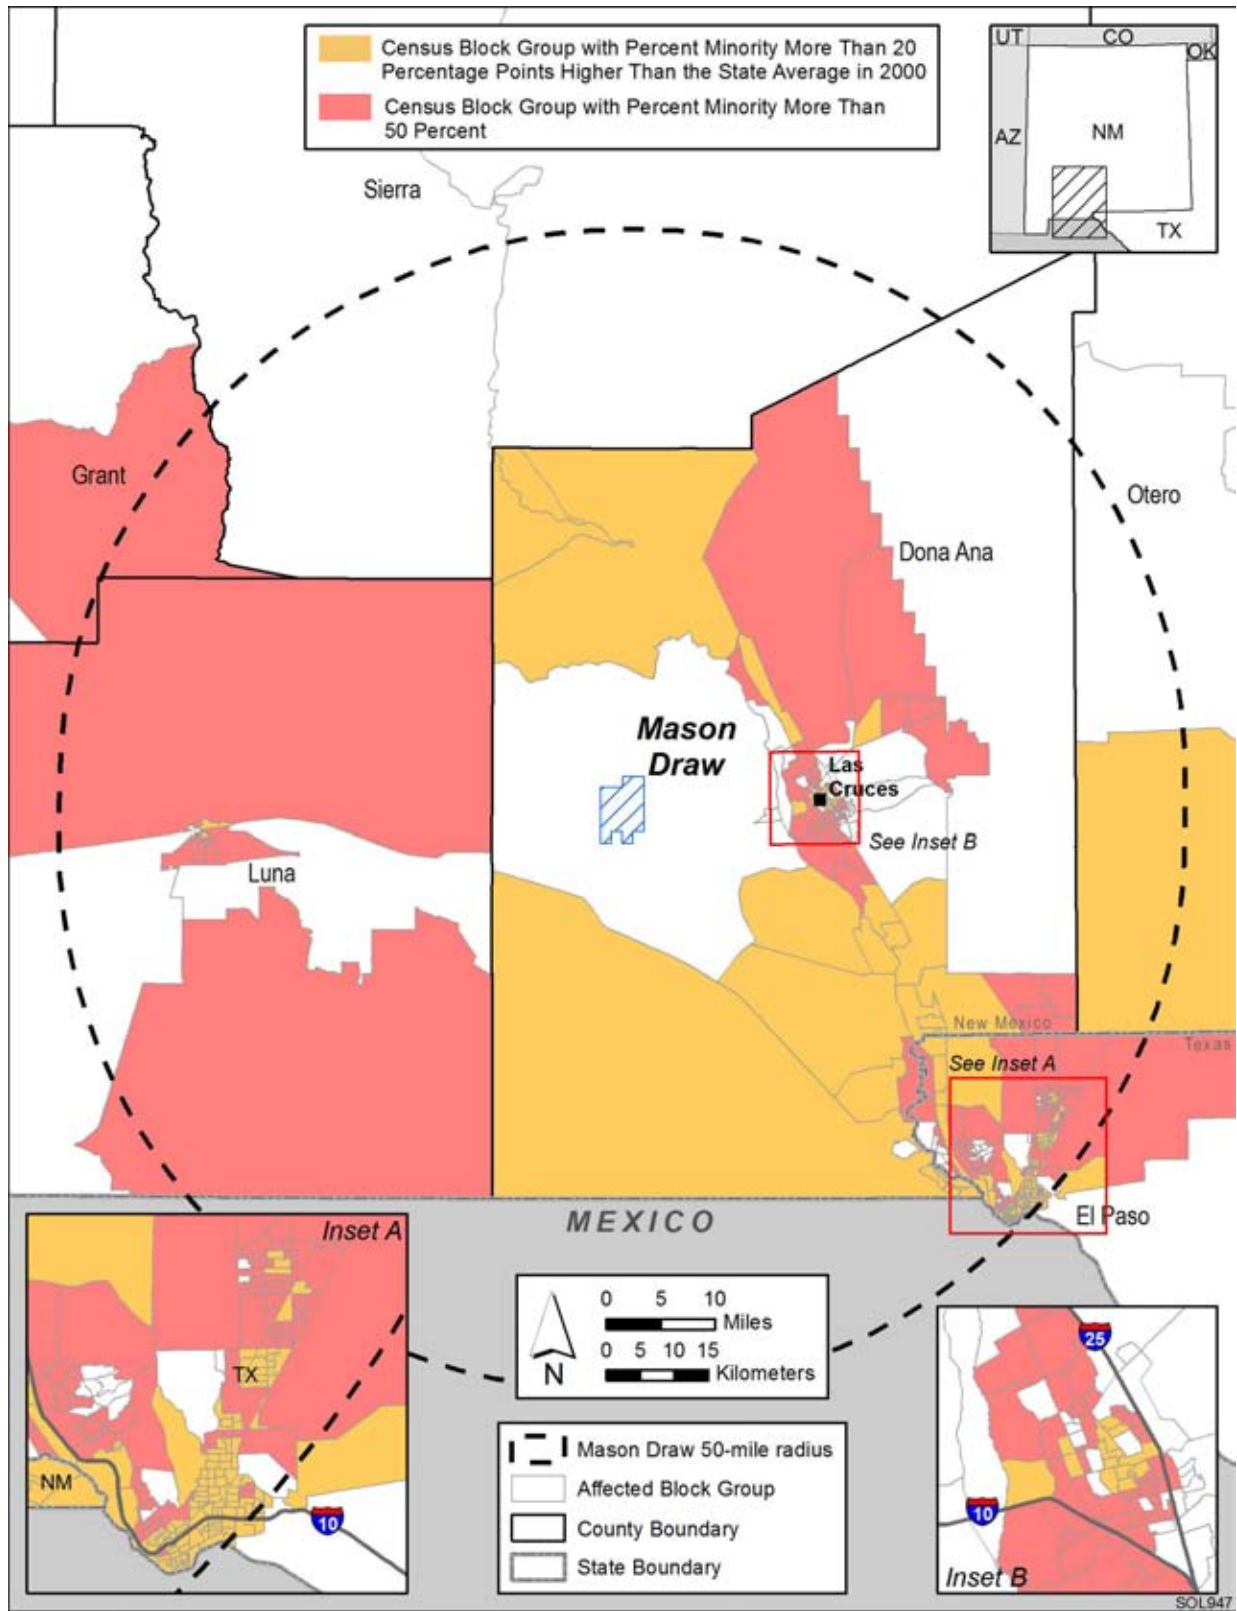 Census Block Group with Percent Minority More Than 20
Percentage Points Higher Than the State Average in 2000
Census Block Group with Percent Minority More Than
50 Percent
UT
CO
OK
AZ
NM
TX
Sierra
Grant
Otero
Dona Ana
Mason
Draw
Las
Cruces
See Inset B
Luna
New Mexico
Texas
See Inset A
El Paso
MEXICO
Inset A
TX
NM
10
0 5 10
Miles
0 5 10 15
Kilometers
N
Mason Draw 50-mile radius
Affected Block Group
County Boundary
State Boundary
25
10
Inset B
SOL947